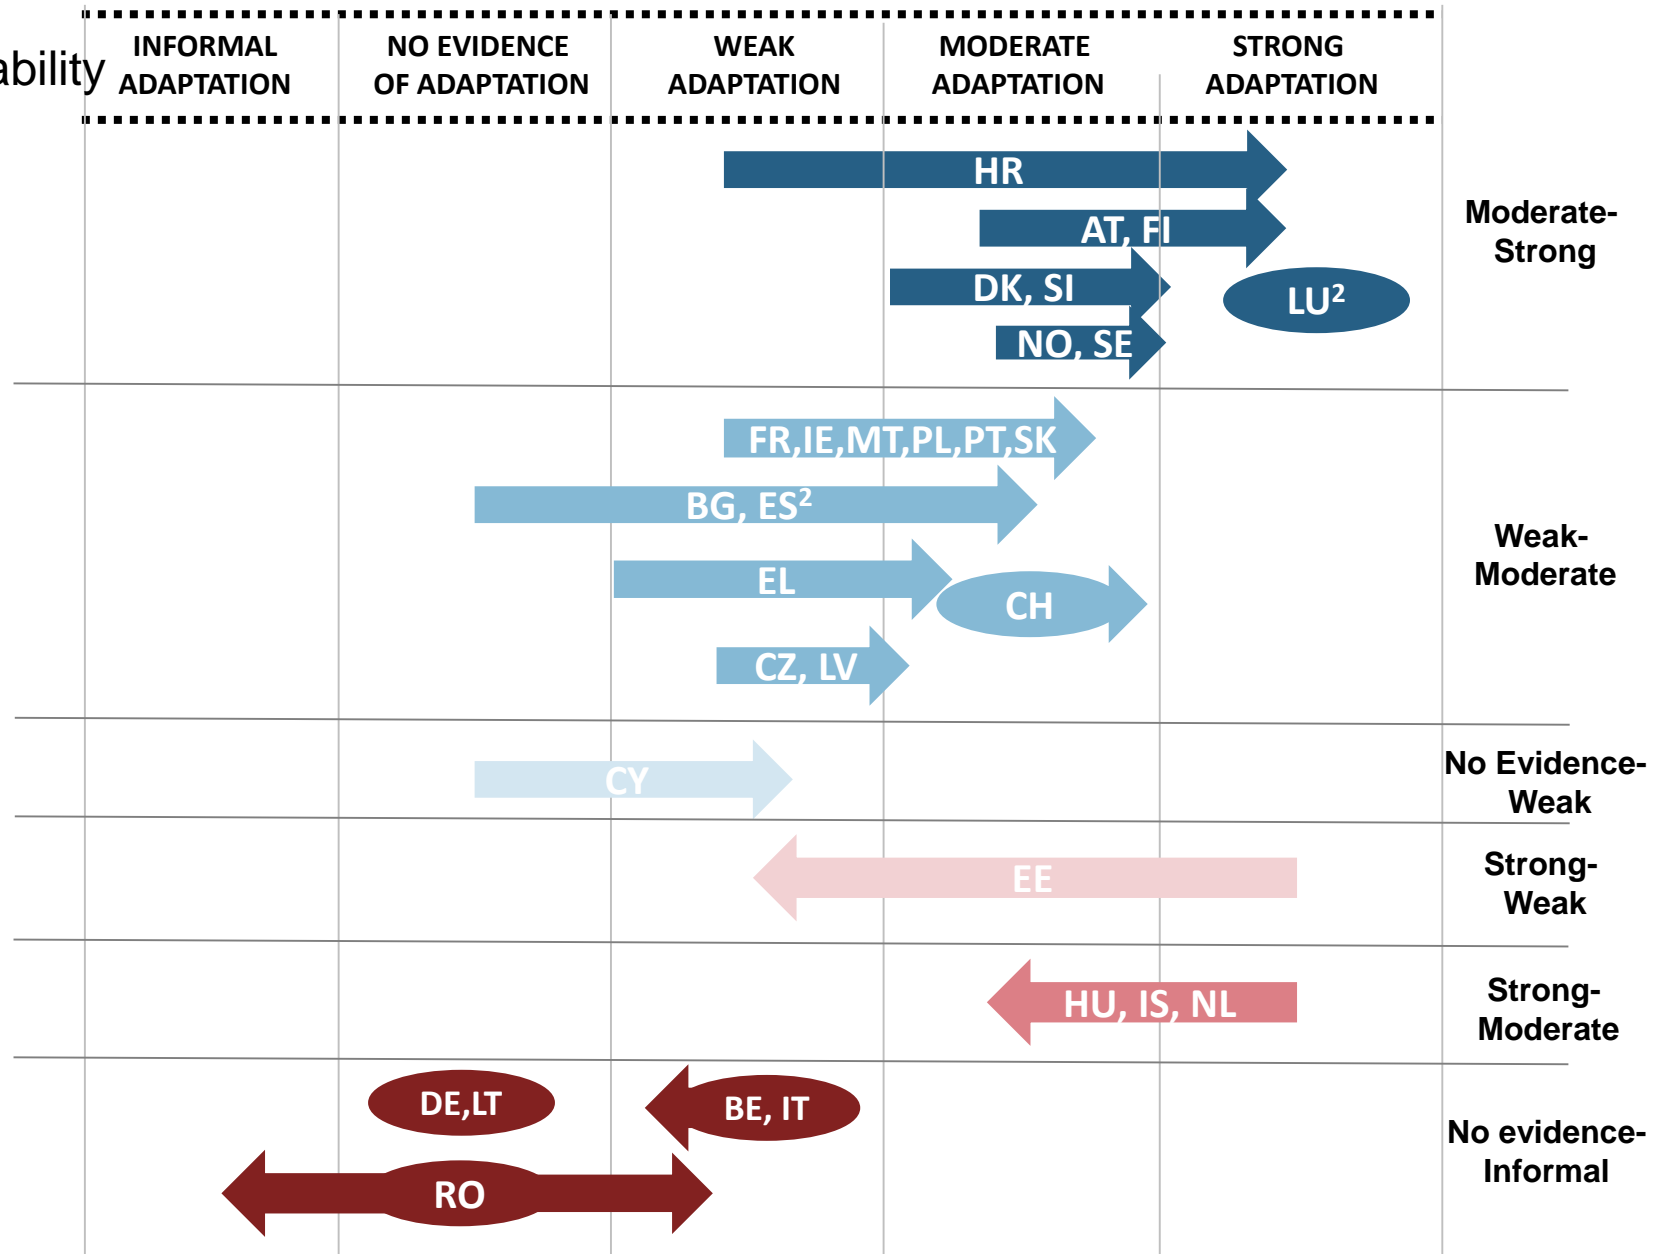 ability
INFORMAL
ADAPTATION
NO EVIDENCE
OF ADAPTATION
WEAK
ADAPTATION
MODERATE
ADAPTATION
STRONG
ADAPTATION
HR
AT, FI
DK, SI
LU²
NO, SE
Moderate-
Strong
FR,IE,MT,PL,PT,SK
BG, ES²
EL
CH
CZ, LV
Weak-
Moderate
CY
No Evidence-
Weak
EE
Strong-
Weak
HU, IS, NL
Strong-
Moderate
DE,LT
BE, IT
RO
No evidence-
Informal